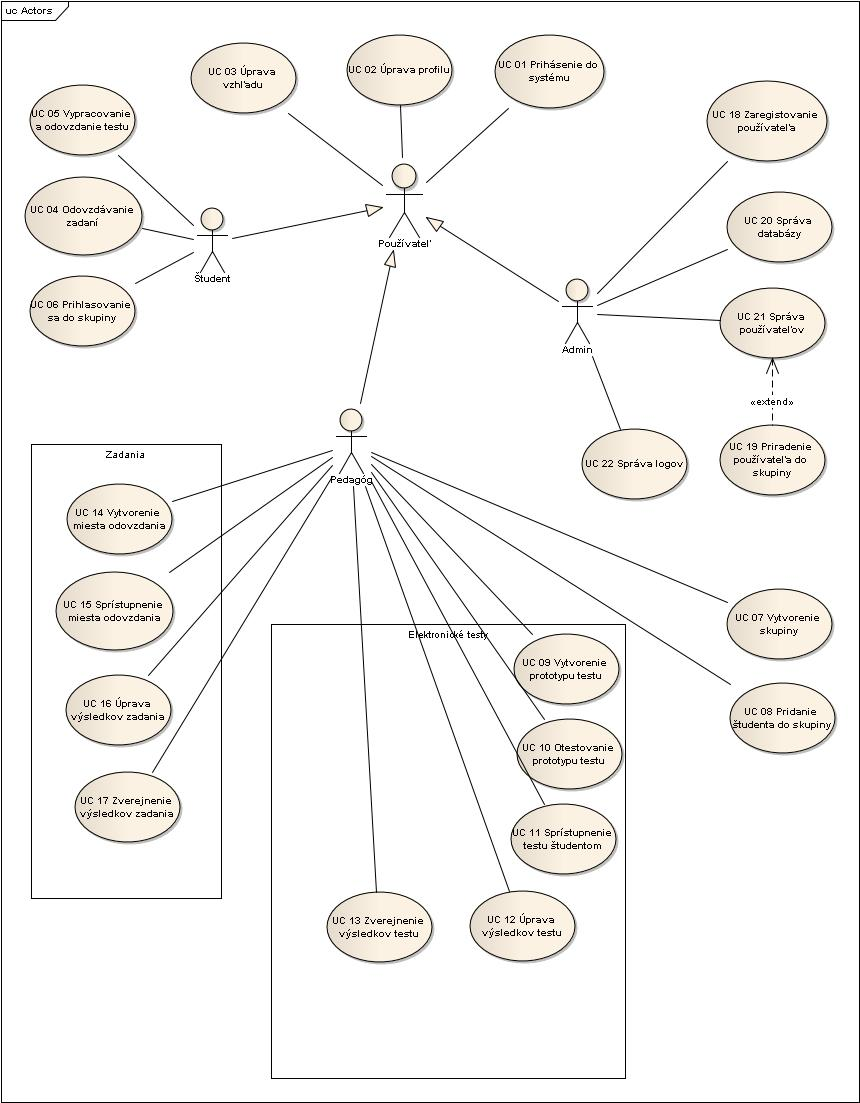 uc Actors
UC 03 Úprava
vzhľadu
UC 02 Úprava profilu
UC 01 Prihásenie do
systému
UC 05 Vypracovanie
a odovzdanie testu
UC 18 Zaregistovanie
používateľa
UC 04 Odovzdávanie
zadaní
Používateľ
UC 20 Správa
databázy
Študent
UC 06 Prihlasovanie
sa do skupiny
UC 21 Správa
používateľov
Admin
«extend»
UC 22 Správa logov
UC 19 Priradenie
používateľa do
skupiny
Zadania
Pedagóg
UC 14 Vytvorenie
miesta odovzdania
UC 15 Sprístupnenie
miesta odovzdania
UC 16 Úprava
výsledkov zadania
UC 17 Zverejnenie
výsledkov zadania
Elektronické testy
UC 09 Vytvorenie
prototypu testu
UC 10 Otestovanie
prototypu testu
UC 11 Sprístupnenie
testu študentom
UC 13 Zverejnenie
výsledkov testu
UC 12 Úprava
výsledkov testu
UC 07 Vytvorenie
skupiny
UC 08 Pridanie
študenta do skupiny